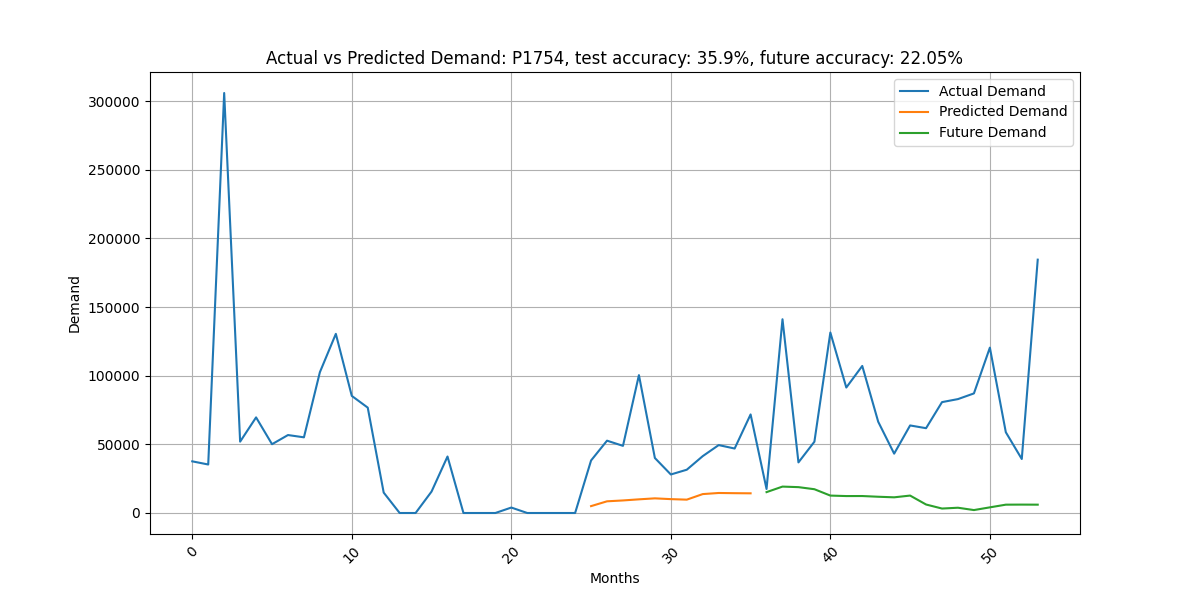 Actual vs Predicted Demand: P1754, test accuracy: 35.9%, future accuracy: 22.05%
Actual Demand
Predicted Demand
Future Demand
300000
250000
200000
150000
100000
50000
0
Demand
0
10
20
30
40
50
Months